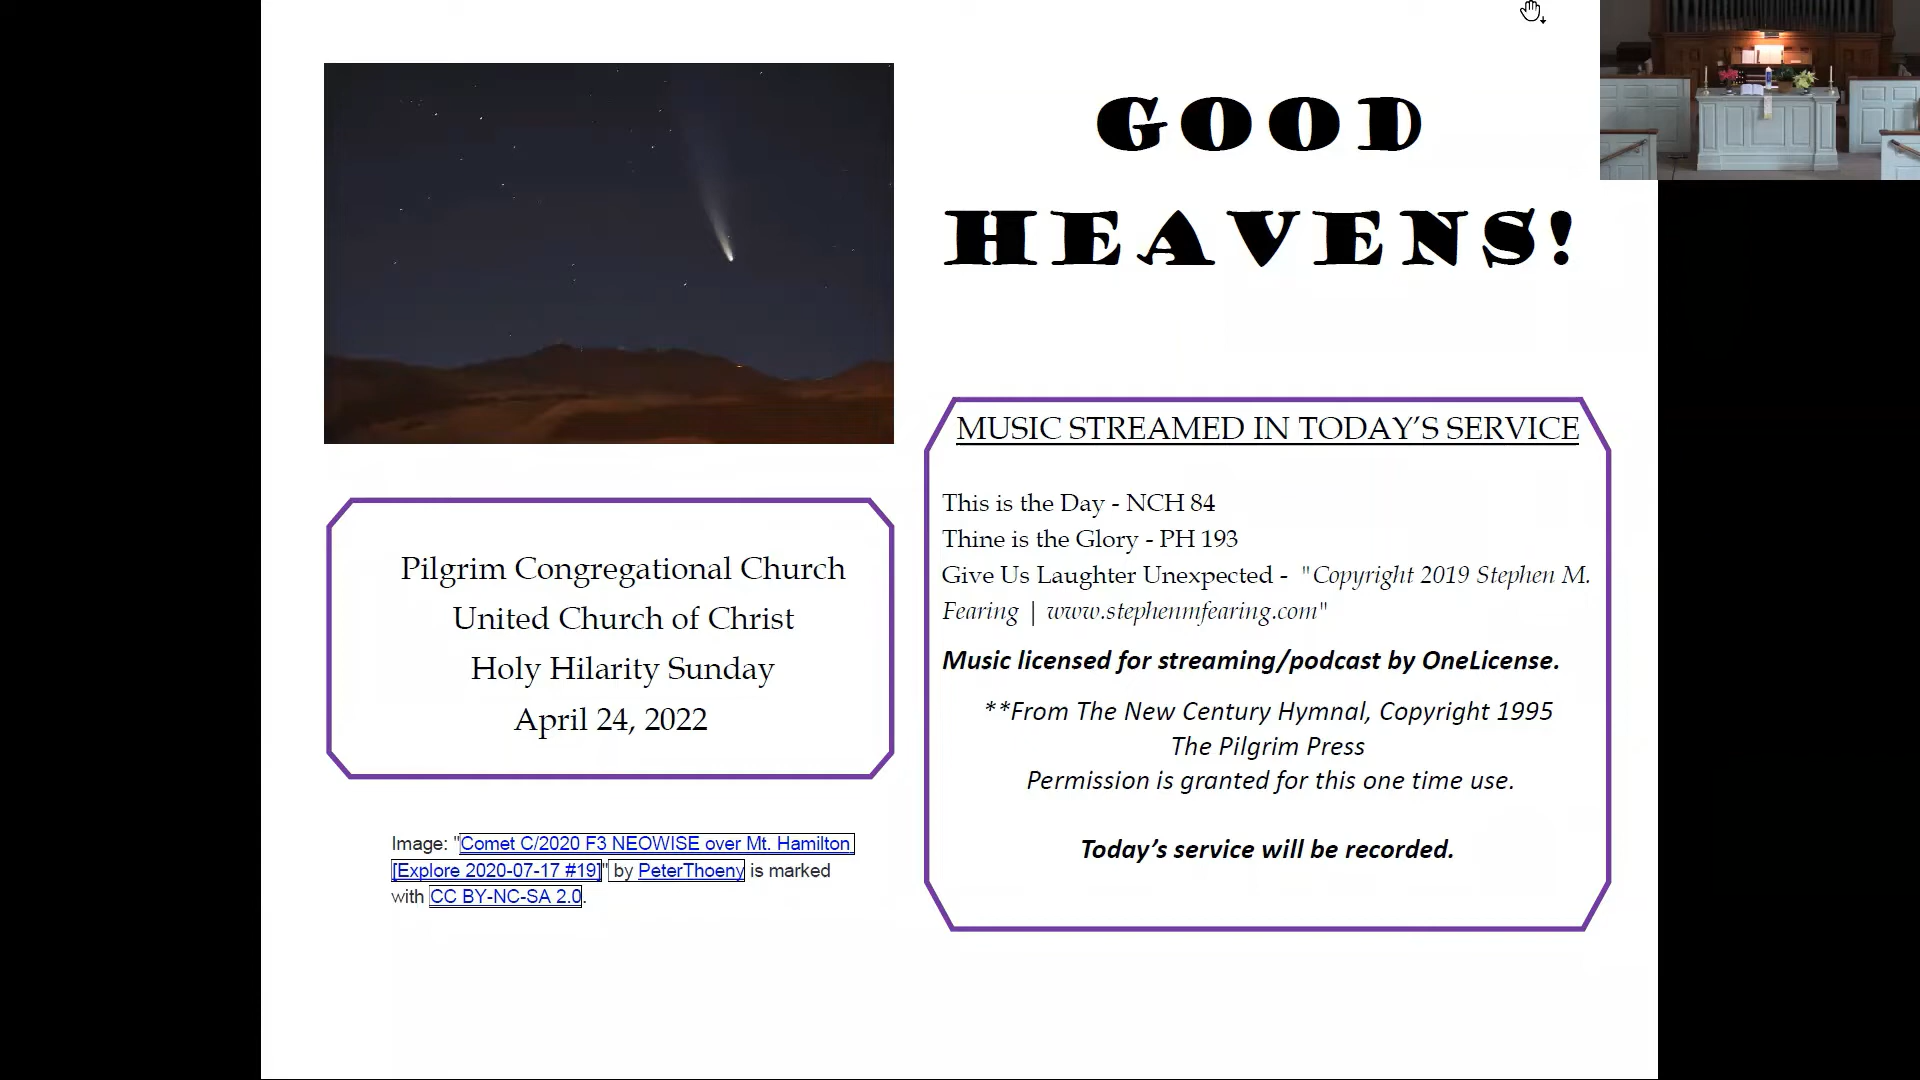 GOOD
HEAVENS!
Pilgrim Congregational Church
United Church of Christ
Holy Hilarity Sunday
April 24, 2022
Image: "Comet C/2020 F3 NEOWISE over Mt. Hamilton
[Explore 2020-07-17 #19]" by PeterThoeny is marked
with CC BY-NC-SA 2.0.
MUSIC STREAMED IN TODAY’S SERVICE
This is the Day - NCH 84
Thine is the Glory - PH 193
Give Us Laughter Unexpected - "Copyright 2019 Stephen M.
Fearing | www.stephenmfearing.com"
Music licensed for streaming/podcast by OneLicense.
**From The New Century Hymnal, Copyright 1995
The Pilgrim Press
Permission is granted for this one time use.
Today’s service will be recorded.